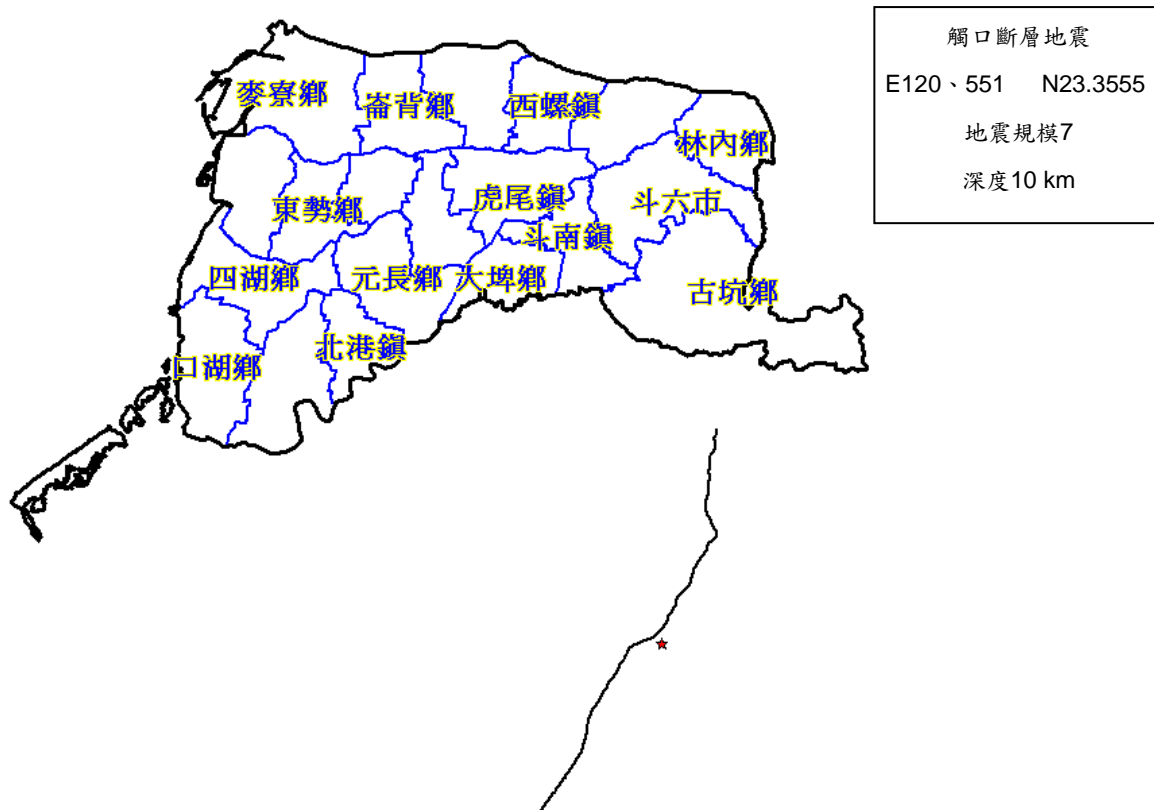 觸口斷層地震
E120、551 N23.3555
地震規模7
深度10 km
麥寮鄉
崙背鄉
西螺鎮
林內鄉
東勢鄉
虎尾鎮
斗六市
斗南鎮
四湖鄉
元長鄉
大埤鄉
古坑鄉
口湖鄉
北港鎮